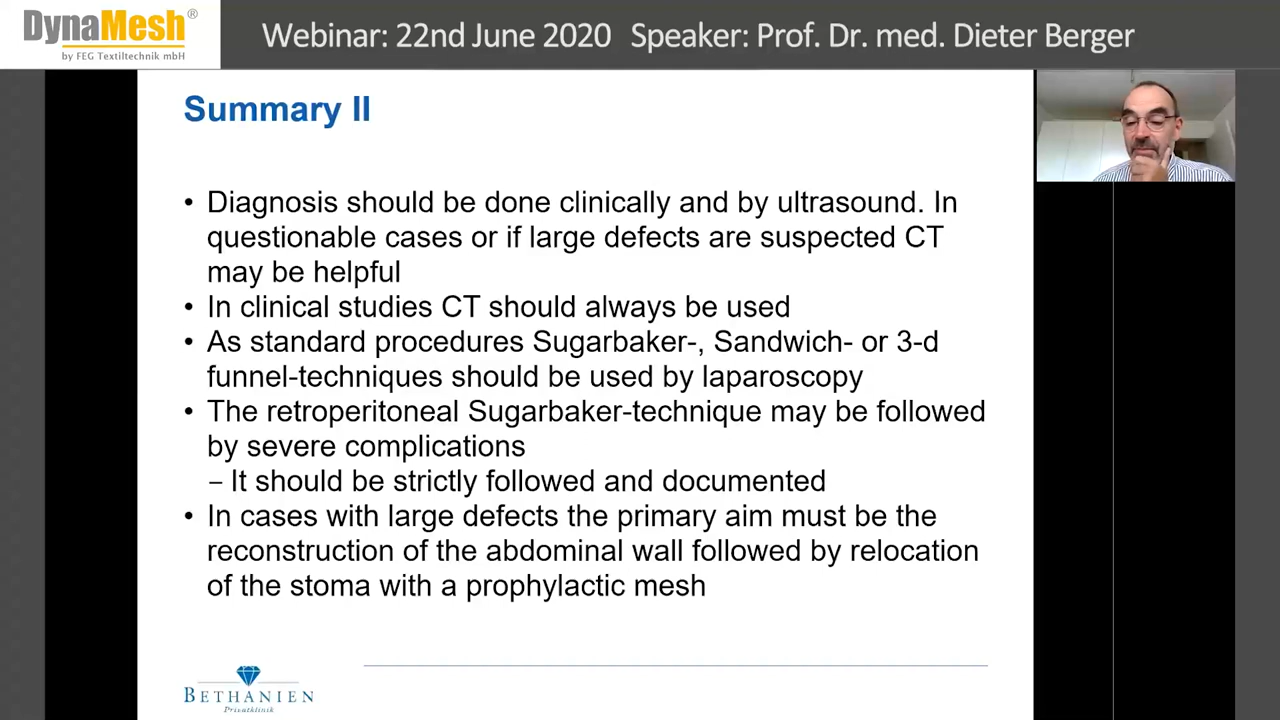 DynaMesh®
by FEG Textiltechnik mbH
Webinar: 22nd June 2020 Speaker: Prof. Dr. med. Dieter Berger
Summary II
• Diagnosis should be done clinically and by ultrasound. In
questionable cases or if large defects are suspected CT
may be helpful
• In clinical studies CT should always be used
• As standard procedures Sugarbaker-, Sandwich- or 3-d
funnel-techniques should be used by laparoscopy
• The retroperitoneal Sugarbaker-technique may be followed
by severe complications
– It should be strictly followed and documented
• In cases with large defects the primary aim must be the
reconstruction of the abdominal wall followed by relocation
of the stoma with a prophylactic mesh
BETHANIEN
Privatklinik